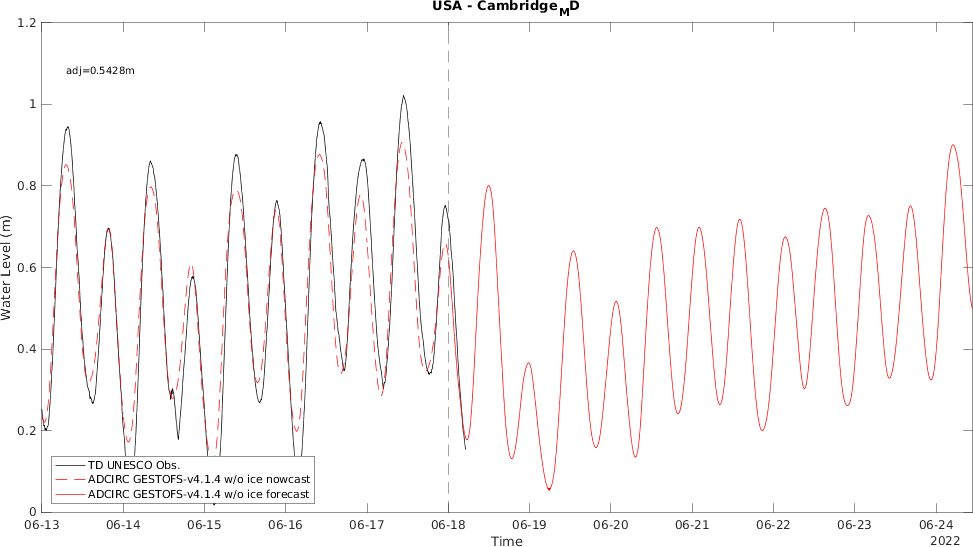 USA - Cambridge_MD
adj=0.5428m
1.2
1
0.8
0.6
0.4
0.2
0
Water Level (m)
TD UNESCO Obs.
ADCIRC GESTOFS-v4.1.4 w/o ice nowcast
ADCIRC GESTOFS-v4.1.4 w/o ice forecast
06-13 06-14 06-15 06-16 06-17 06-18 06-19 06-20 06-21 06-22 06-23 06-24
Time
2022